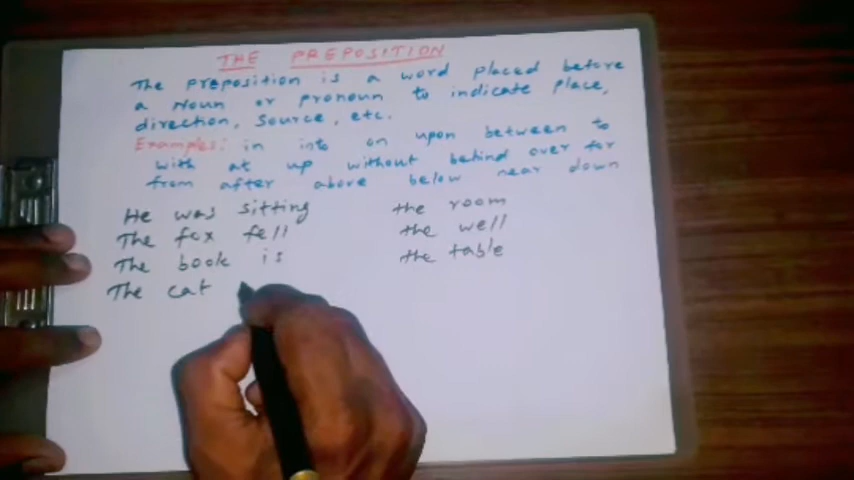 THE PREPOSITION
The preposition is a word placed before
a Noun or pronoun to indicate place,
direction, source, etc.
Examples: in into on upon between to
with at up without behind over for
from after above below near down
He was sitting the room
The fox fell the well
The book is the table
The cat